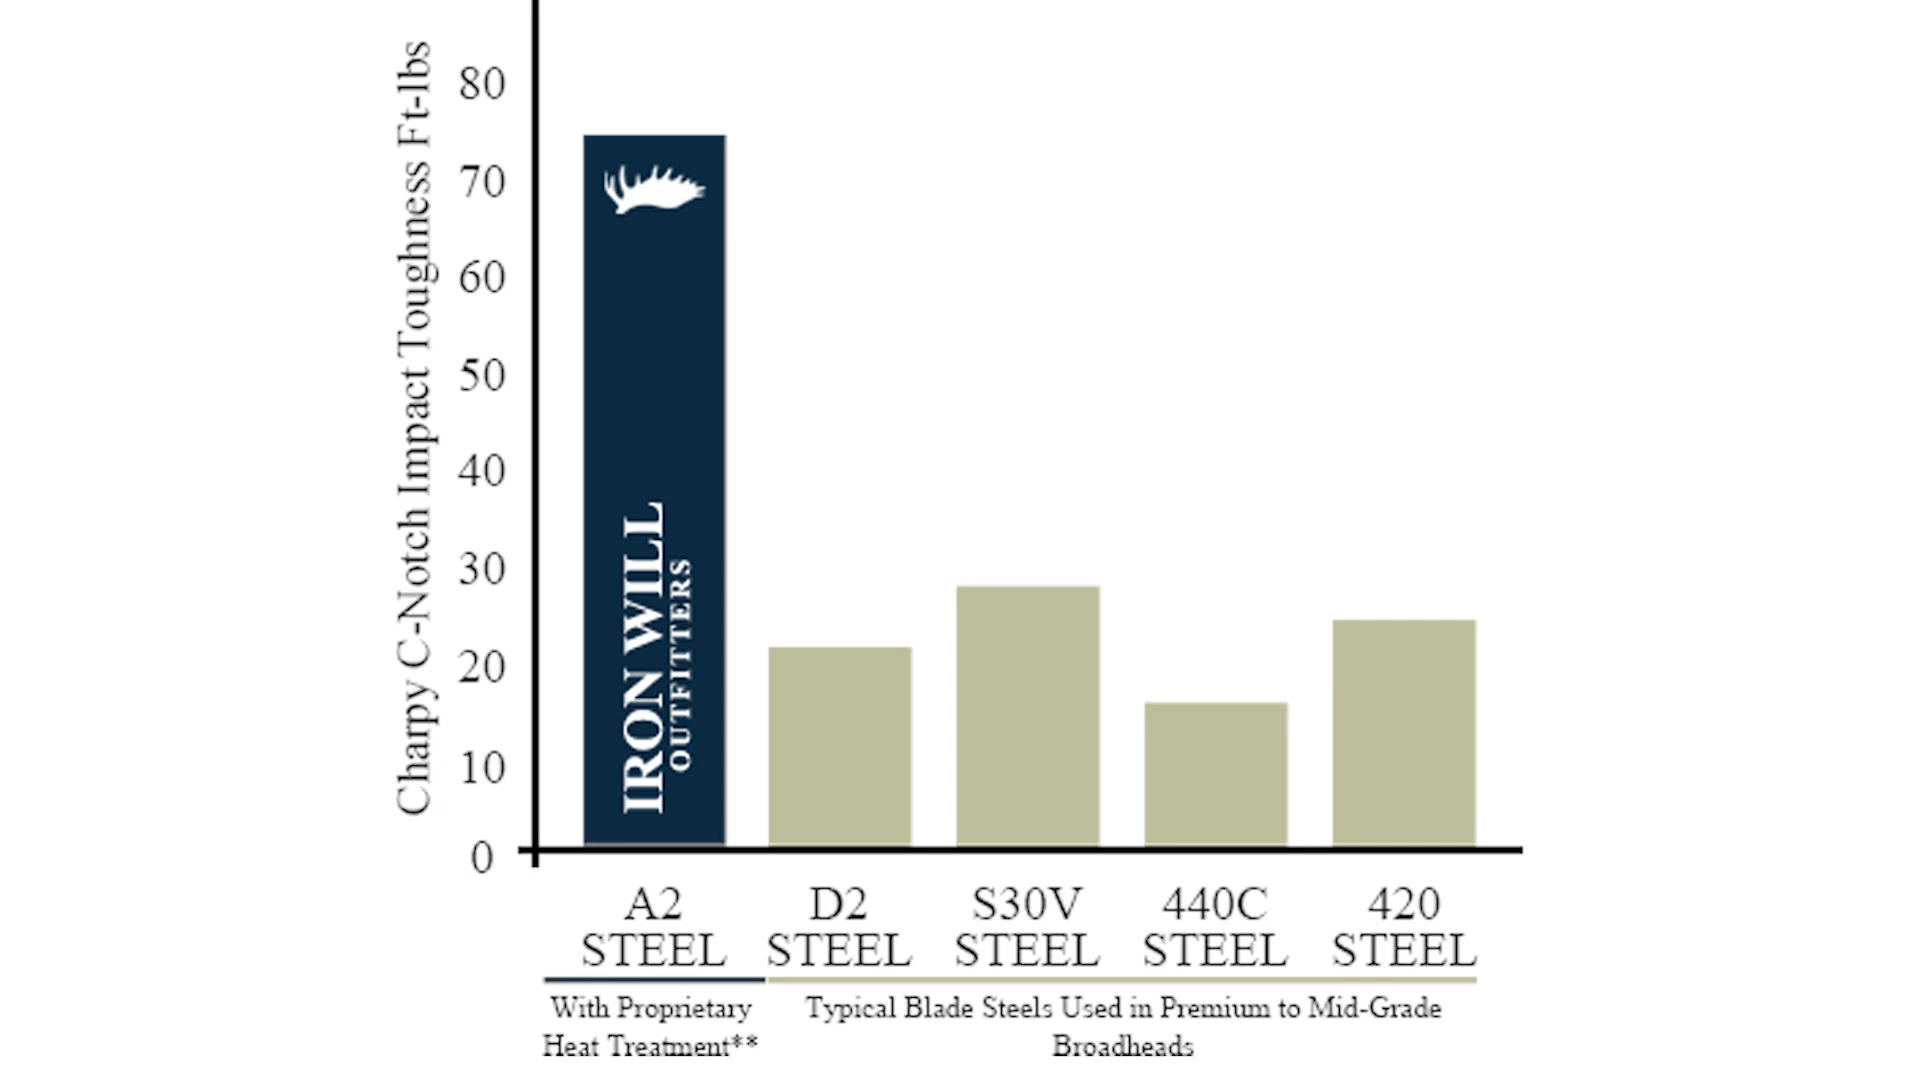 Charpy C-Notch Impact Toughness Ft-lbs
80
70
60
50
40
30
20
10
0
IRON WILL
OUTFITTERS
A2
STEEL
D2
STEEL
S30V
STEEL
440C
STEEL
420
STEEL
With Proprietary
Heat Treatment**
Typical Blade Steels Used in Premium to Mid-Grade
Broadheads